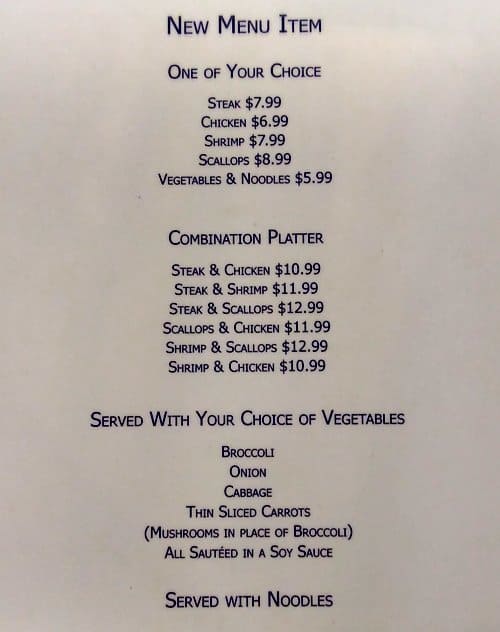 New Menu Item
One of Your Choice
Steak $7.99
Chicken $6.99
Shrimp $7.99
Scallops $8.99
Vegetables & Noodles $5.99
Combination Platter
Steak & Chicken $10.99
Steak & Shrimp $11.99
Steak & Scallops $12.99
Scallops & Chicken $11.99
Shrimp & Scallops $12.99
Shrimp & Chicken $10.99
Served With Your Choice of Vegetables
Broccoli
Onion
Cabbage
Thin Sliced Carrots
(Mushrooms in place of Broccoli)
All Sautéed in a Soy Sauce
Served with Noodles